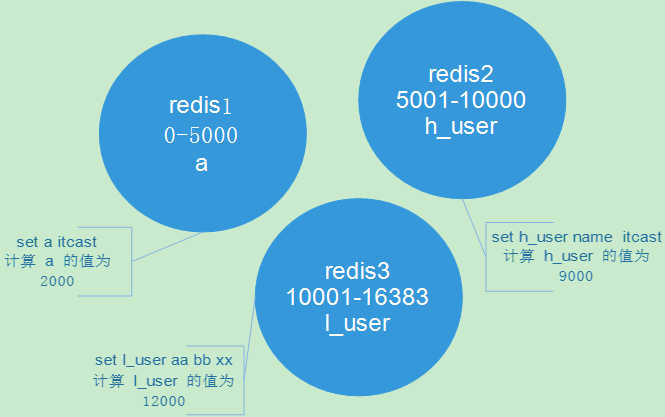 redis1
0-5000
a
redis2
5001-10000
h_user
redis3
10001-16383
l_user
set a itcast
计算 a 的值为
2000
set h_user name itcast
计算 h_user 的值为
9000
set l_user aa bb xx
计算 l_user 的值为
12000